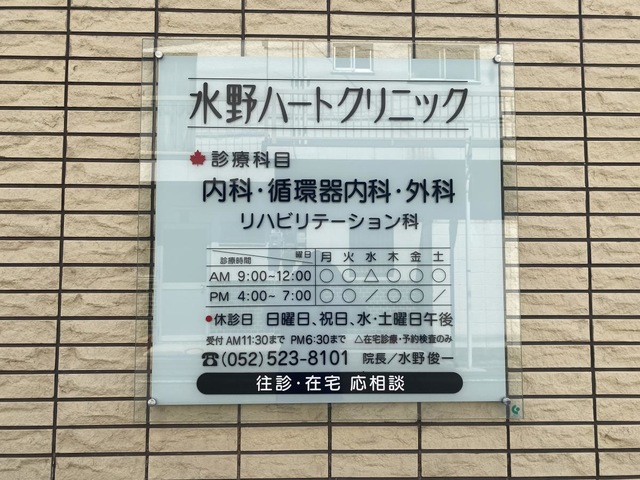 水野ハートクリニック
診療科目
内科・循環器内科・外科
リハビリテーション科
診療時間 曜日 月 火 水 木 金 土
AM 9:00~12:00 ○ ○ △ ○ ○ ○
PM 4:00~ 7:00 ○ ○ / ○ ○ /
●休診日 日曜日、祝日、水・土曜日午後
受付 AM11:30まで PM6:30まで △在宅診療・予約検査のみ
☎(052)523-8101 院長/水野 俊一
往診・在宅 応相談